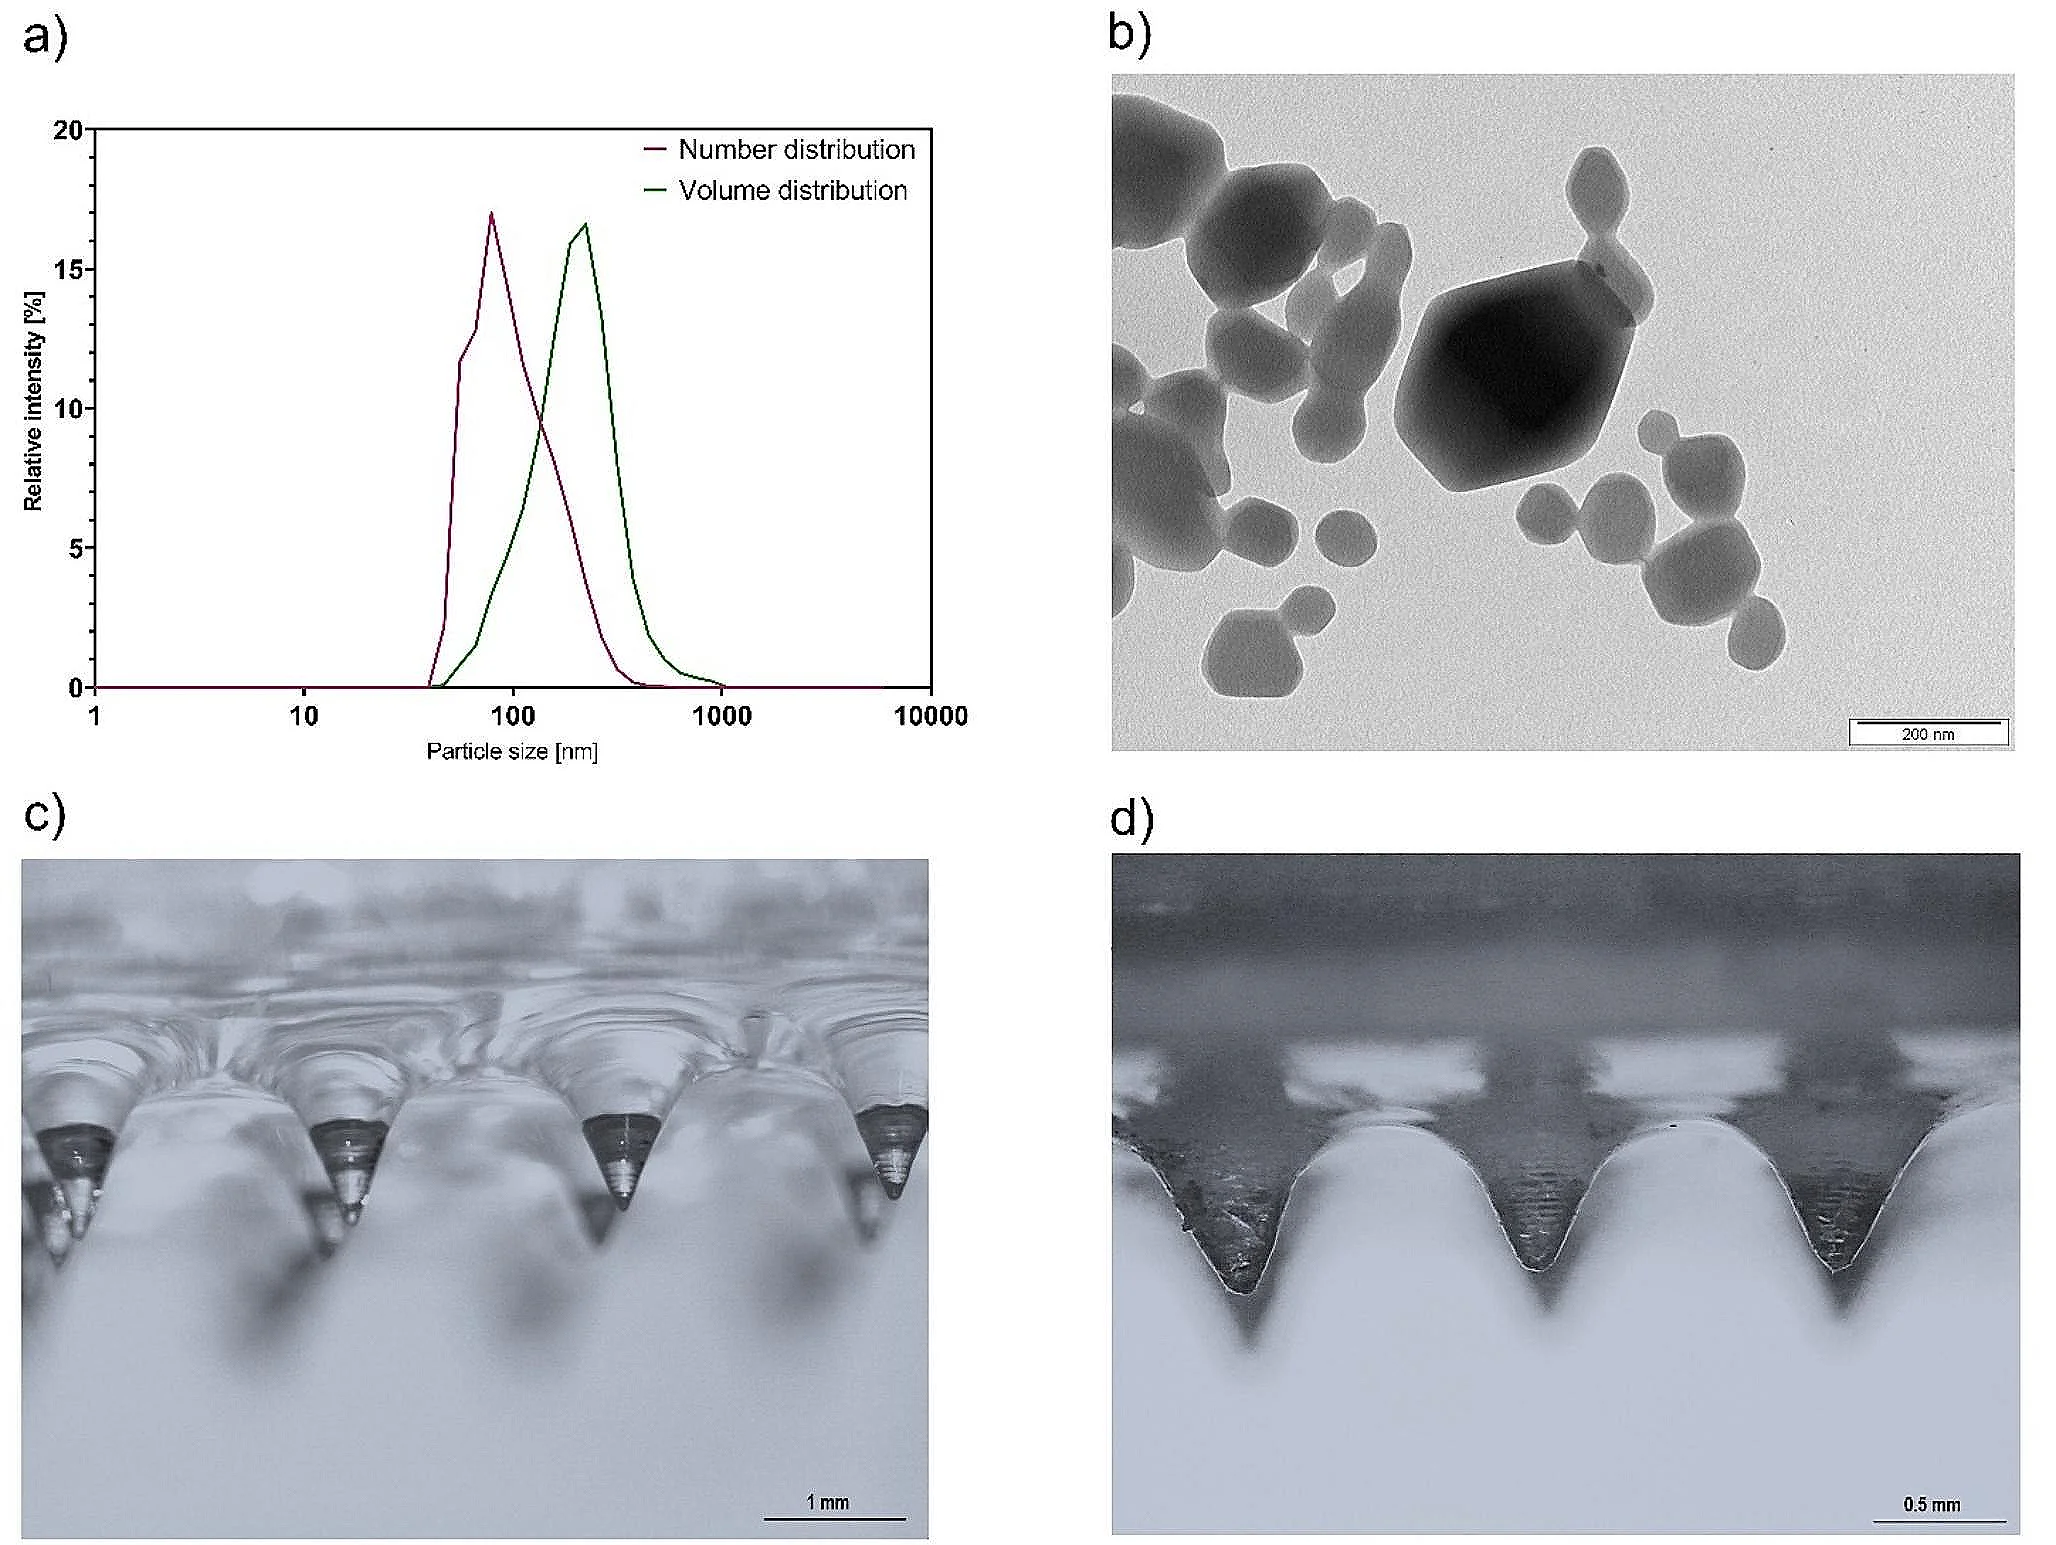 a)
20
15
10
5
0
Relative intensity [%]
Number distribution
Volume distribution
1
10
100
1000
10000
Particle size [nm]
b)
200 nm
c)
1 mm
d)
0.5 mm